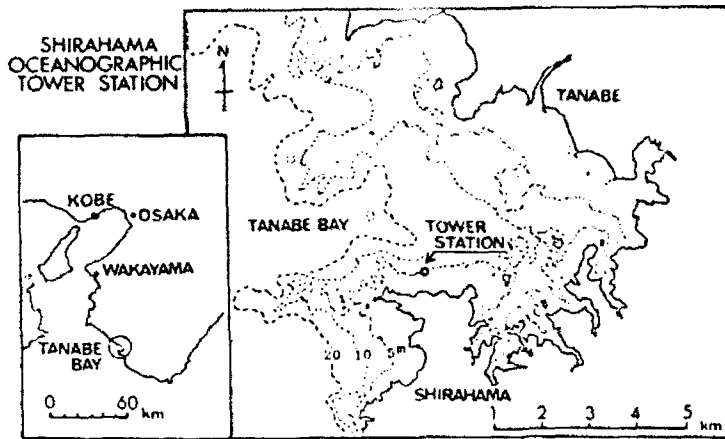 SHIRAHAMA
OCEANOGRAPHIC
TOWER STATION
N
TANABE
TANABE BAY
TOWER
STATION
20 10 5m
SHIRAHAMA
1 2 3 4 5
km
KOBE
OSAKA
WAKAYAMA
TANABE
BAY
0 60
km